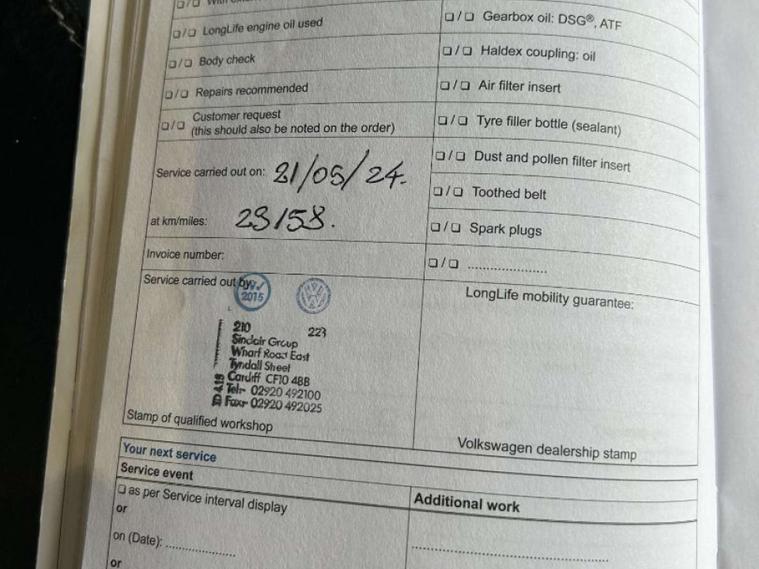 LongLife engine oil used
Body check
Repairs recommended
Customer request
(this should also be noted on the order)
Service carried out on: 21/05/24.
at km/miles: 23158.
Invoice number:
Service carried out by:
2015
210 223
Sinclair Group
Wharf Road East
Tyndall Street
Cardiff CF10 4BB
Tel:- 02920 492100
Fax:- 02920 492025
Stamp of qualified workshop
Gearbox oil: DSG®, ATF
Haldex coupling: oil
Air filter insert
Tyre filler bottle (sealant)
Dust and pollen filter insert
Toothed belt
Spark plugs
LongLife mobility guarantee:
Volkswagen dealership stamp
Your next service
Service event
as per Service interval display
or
on (Date):
or
Additional work